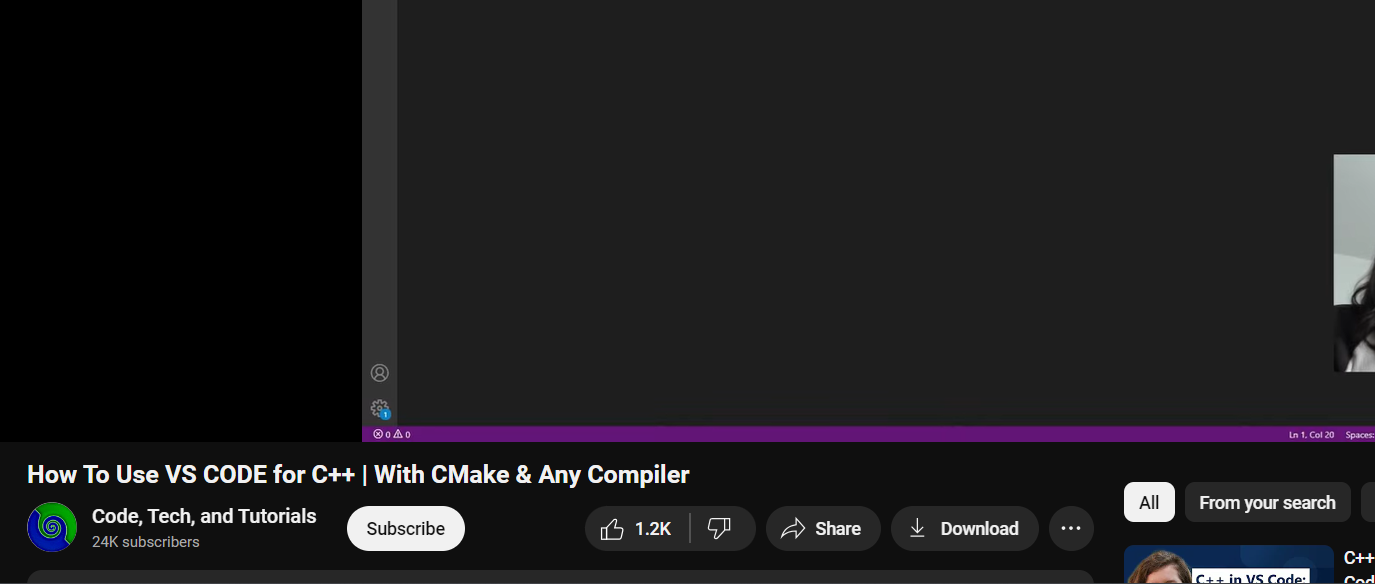 1
0 0
Ln 1, Col 20 Spaces:
How To Use VS CODE for C++ | With CMake & Any Compiler
Code, Tech, and Tutorials
24K subscribers
Subscribe
1.2K
Share
Download
All
From your search
C++ in VS Code:
C++